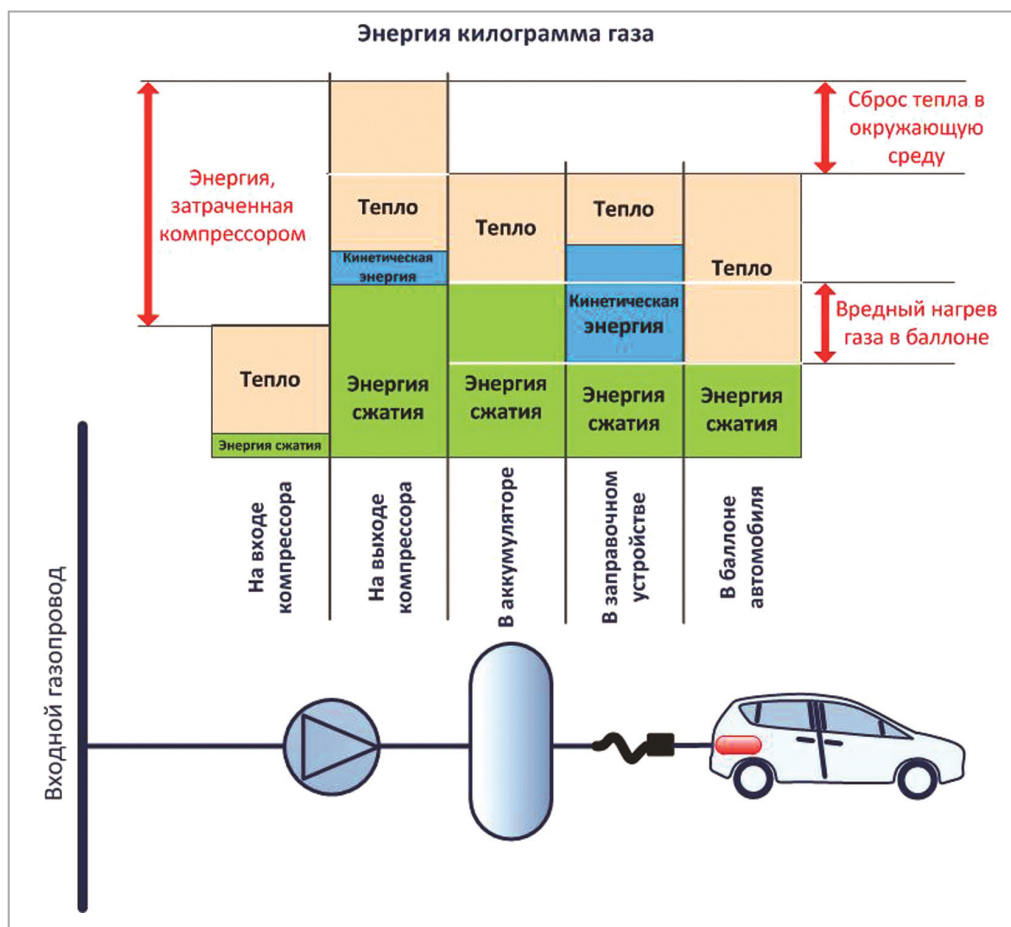 Энергия килограмма газа
Энергия,
затраченная
компрессором
Сброс тепла в
окружающую
среду
Вредный нагрев
газа в баллоне
Тепло
Энергия сжатия
Тепло
Кинетическая
энергия
Энергия
сжатия
Тепло
Энергия
сжатия
Тепло
Кинетическая
энергия
Энергия
сжатия
Тепло
Энергия
сжатия
На входе
компрессора
На выходе
компрессора
В аккумуляторе
В заправочном
устройстве
В баллоне
автомобиля
Входной газопровод